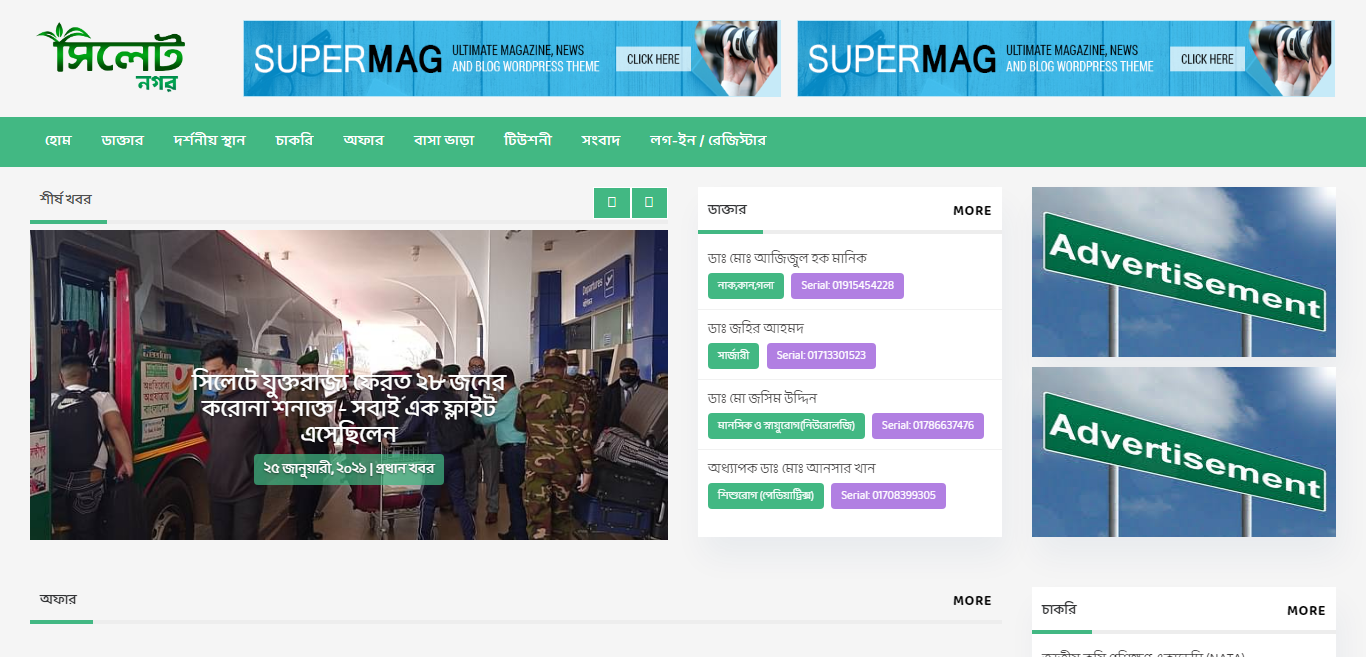 সিলেট
নগর
SUPERMAG
ULTIMATE MAGAZINE, NEWS
AND BLOG WORDPRESS THEME
CLICK HERE
SUPERMAG
ULTIMATE MAGAZINE, NEWS
AND BLOG WORDPRESS THEME
CLICK HERE
হোম ডাক্তার দর্শনীয় স্থান চাকরি অফার বাসা ভাড়া টিউশনী সংবাদ লগ-ইন / রেজিস্টার
শীর্ষ খবর
Departures
সিলেটে যুক্তরাজ্য ফেরত ২৮ জনের
করোনা শনাক্ত - সবাই এক ফ্লাইট
এসেছিলেন
২৫ জানুয়ারী, ২০২১ | প্রধান খবর
ডাক্তার MORE
ডাঃ মোঃ আজিজুল হক মানিক
নাক,কান,গলা Serial: 01915454228
ডাঃ জহির আহমদ
সার্জারী Serial: 01713301523
ডাঃ মো জসিম উদ্দিন
মানসিক ও স্নায়ুরোগ(নিউরোলজি) Serial: 01786637476
অধ্যাপক ডাঃ মোঃ আনসার খান
শিশুরোগ (পেডিয়াট্রিক্স) Serial: 01708399305
Advertisement
Advertisement
অফার MORE
চাকরি MORE